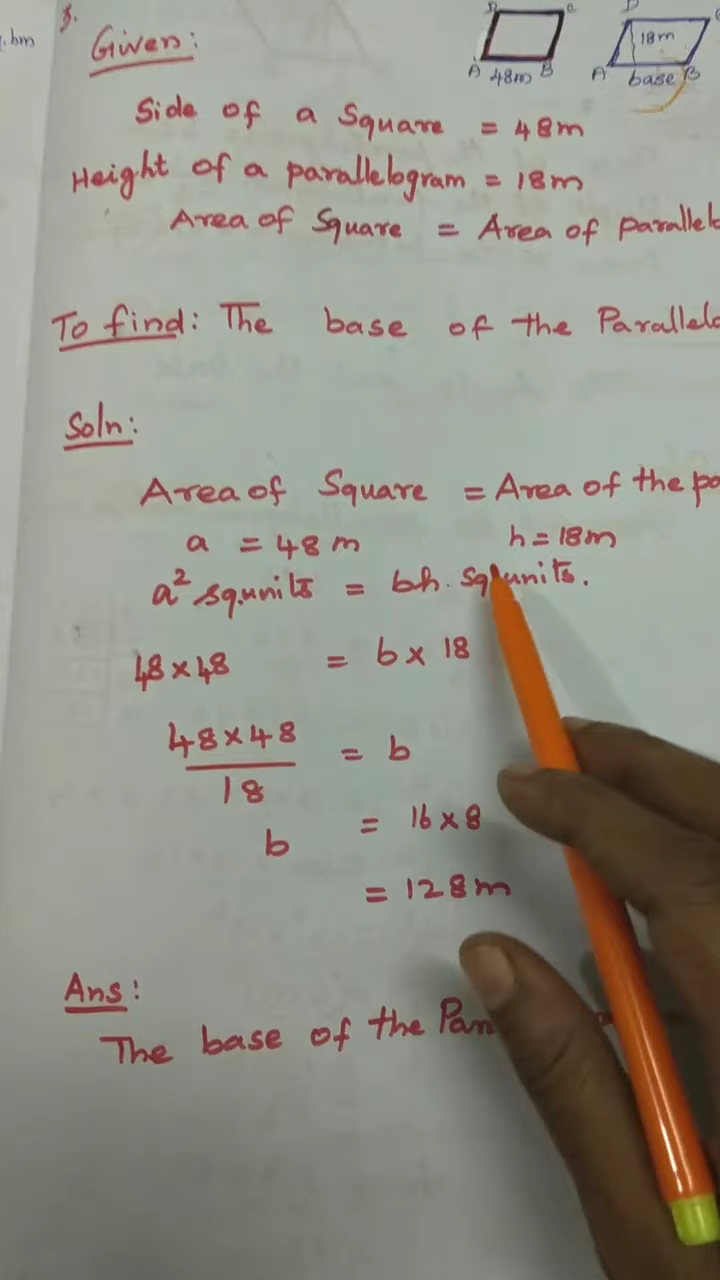 Given:
A 48m B
18m
A base B
Side of a Square = 48m
Height of a parallelogram = 18m
Area of Square = Area of
To find: The base of the
Soln:
Area of Square = Area of the
a = 48 m h = 18m
a² sq.units = bh. sq.units.
48 × 48 = b × 18
48 × 48 / 18 = b
b = 16 × 8
= 128m
Ans:
The base of the